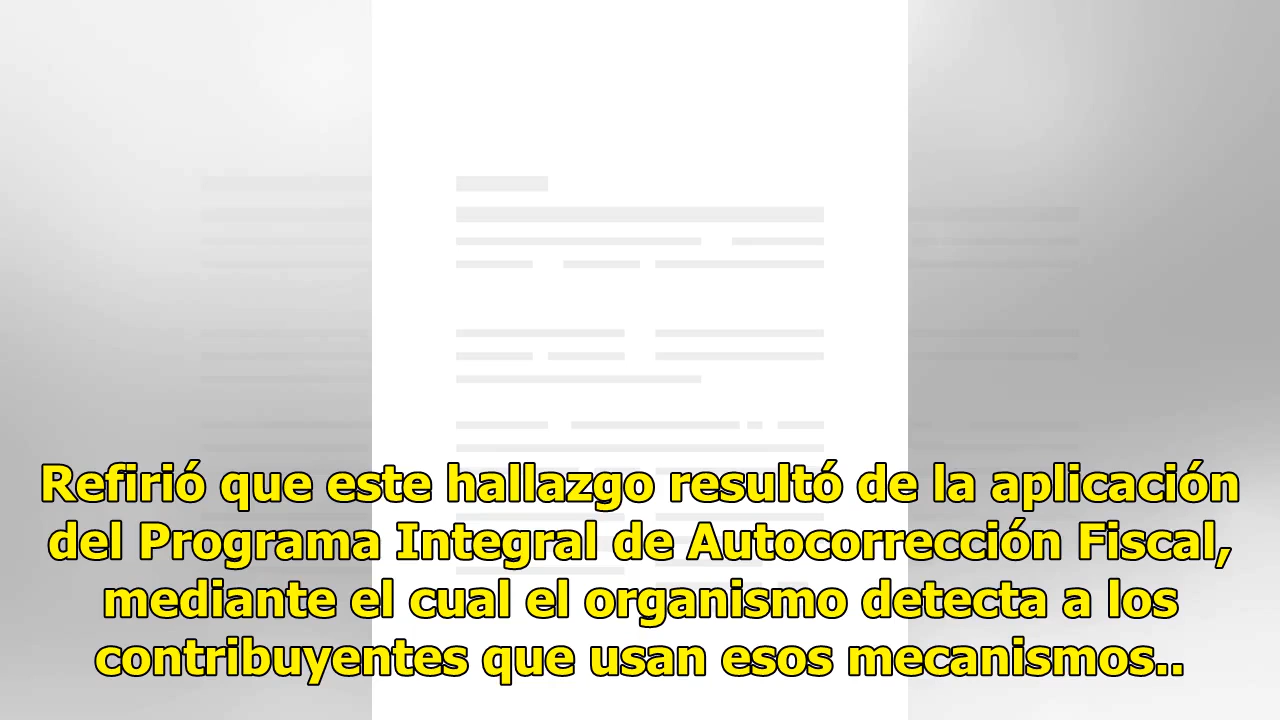 Refirió que este hallazgo resultó de la aplicación
del Programa Integral de Autocorrección Fiscal,
mediante el cual el organismo detecta a los
contribuyentes que usan esos mecanismos..